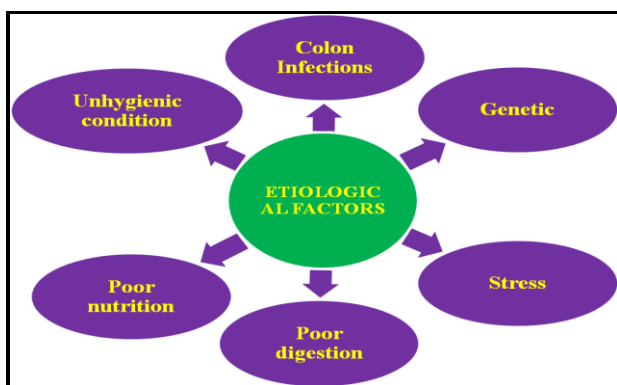 Colon
Infections
Unhygienic
condition
Genetic
ETIOLOGIC
AL FACTORS
Poor
nutrition
Stress
Poor
digestion